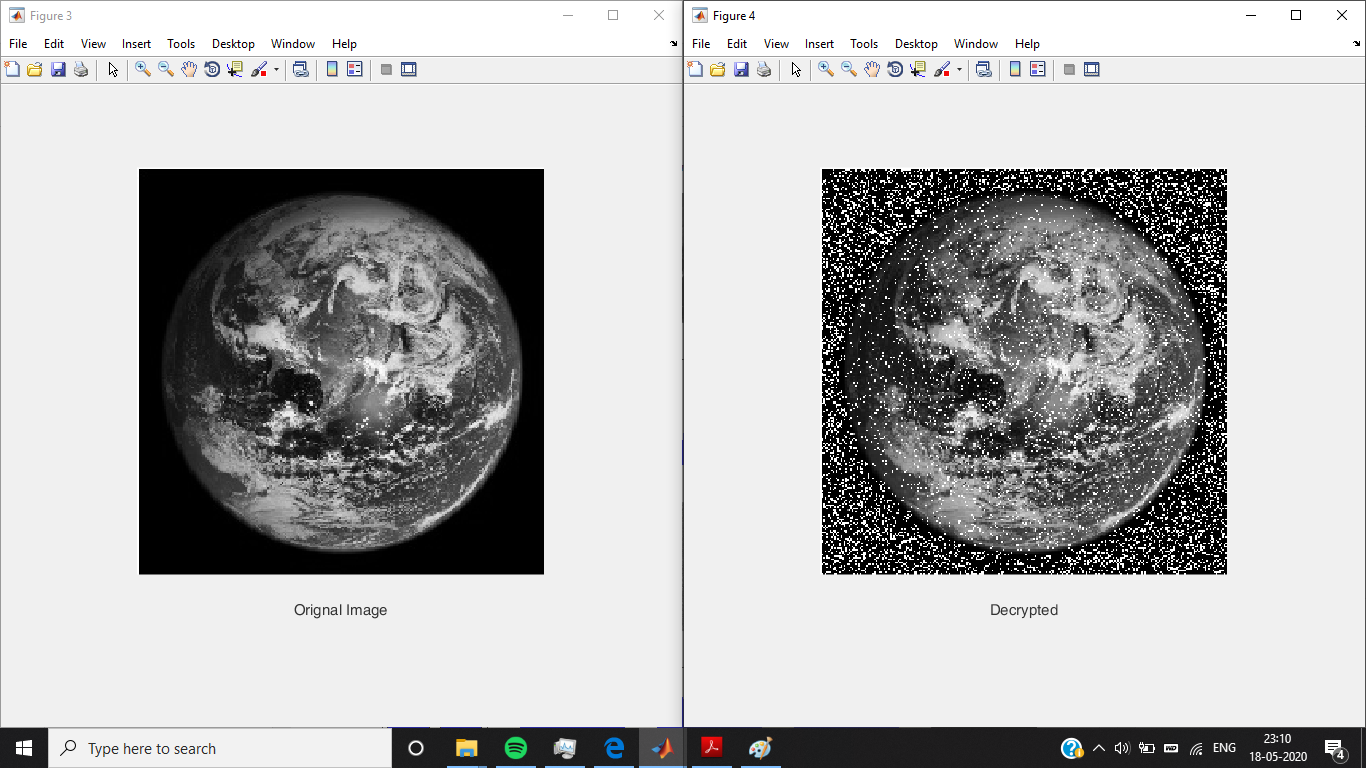 Figure 3
File Edit View Insert Tools Desktop Window Help
Orignal Image
Figure 4
File Edit View Insert Tools Desktop Window Help
Decrypted
Type here to search
ENG
23:10
18-05-2020
4